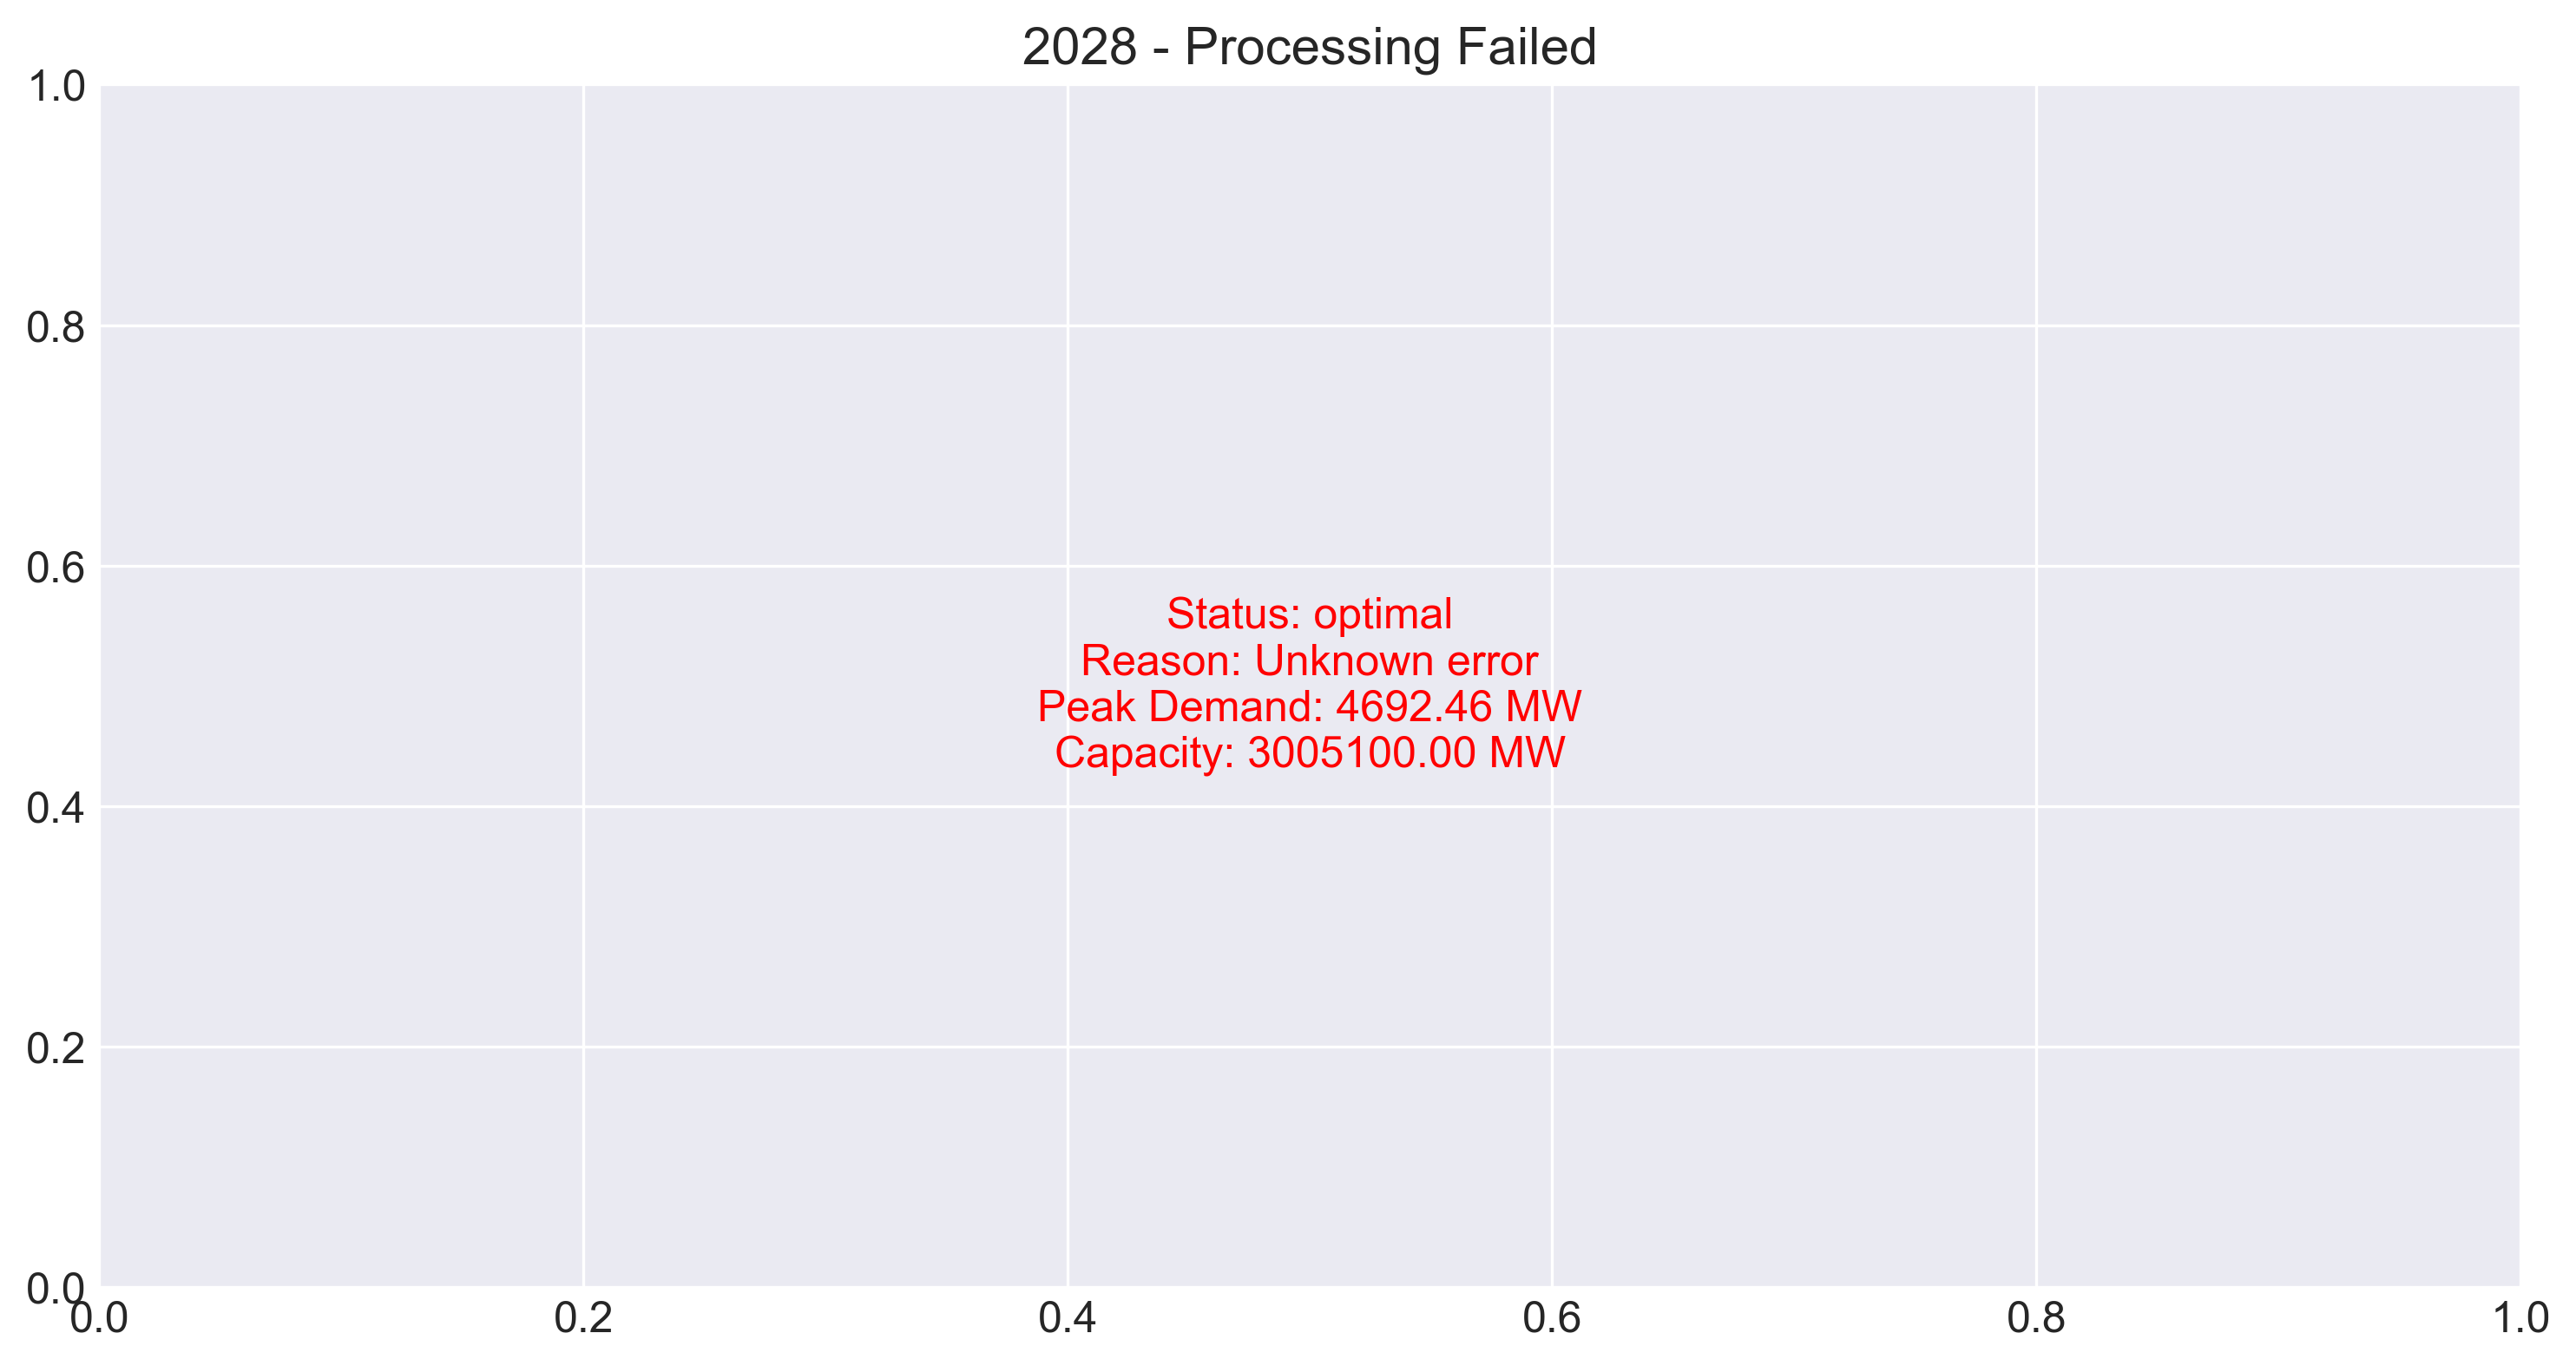 2028 - Processing Failed
1.0
0.8
0.6
Status: optimal
Reason: Unknown error
Peak Demand: 4692.46 MW
Capacity: 3005100.00 MW
0.4
0.2
0.0
0.0 0.2 0.4 0.6 0.8 1.0